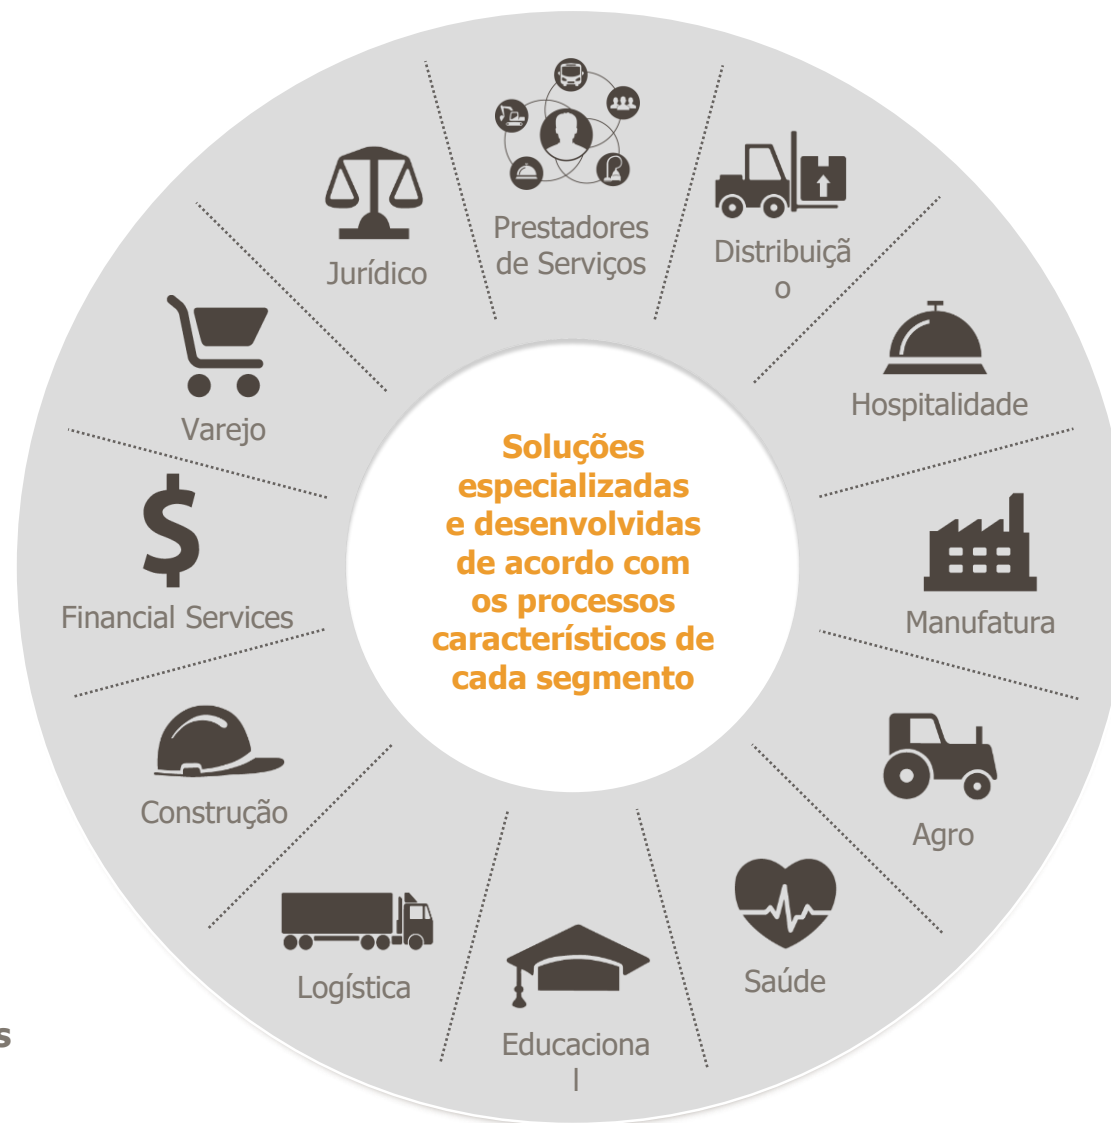 Prestadores
de Serviços
Distribuiçã
o
Hospitalidade
Manufatura
Agro
Saúde
Educaciona
l
Logística
Construção
Financial Services
Varejo
Jurídico
Soluções
especializadas
e desenvolvidas
de acordo com
os processos
característicos de
cada segmento
s